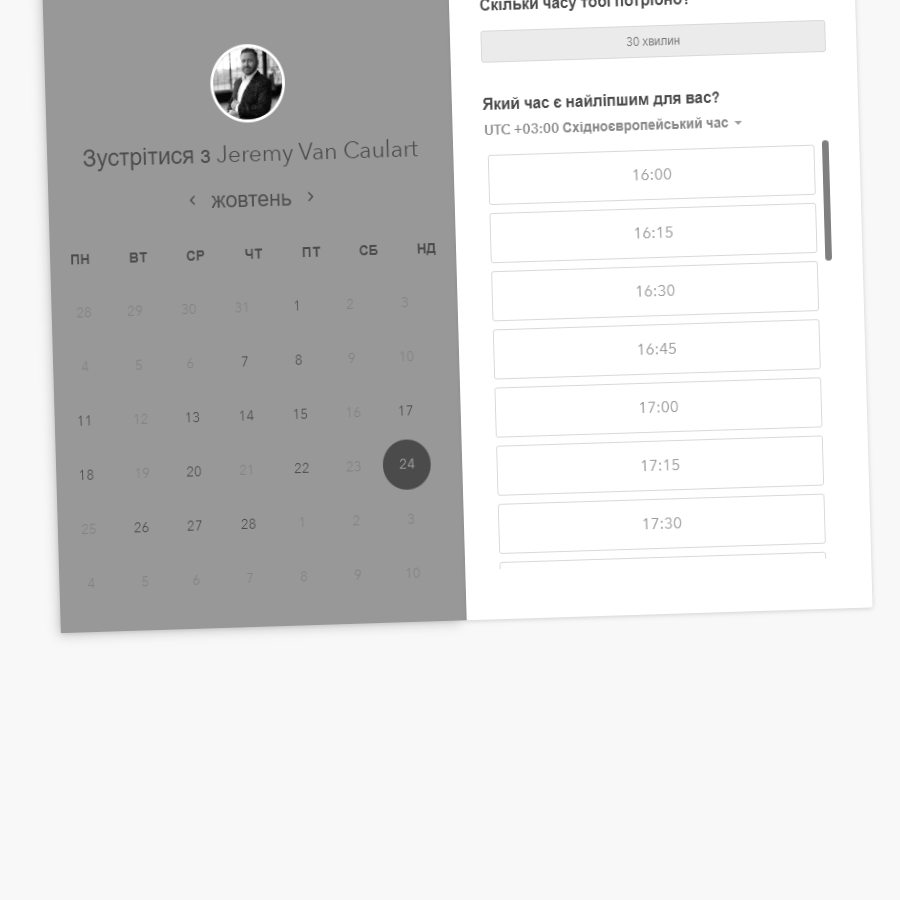 Зустрітися з Jeremy Van Caulart
‹ жовтень ›
ПН ВТ СР ЧТ ПТ СБ НД
28 29 30 31 1 2 3
4 5 6 7 8 9 10
11 12 13 14 15 16 17
18 19 20 21 22 23 24
25 26 27 28 1 2 3
4 5 6 7 8 9 10
Скільки часу тобі потрібно?
30 хвилин
Який час є найліпшим для вас?
UTC +03:00 Східноєвропейський час
16:00
16:15
16:30
16:45
17:00
17:15
17:30